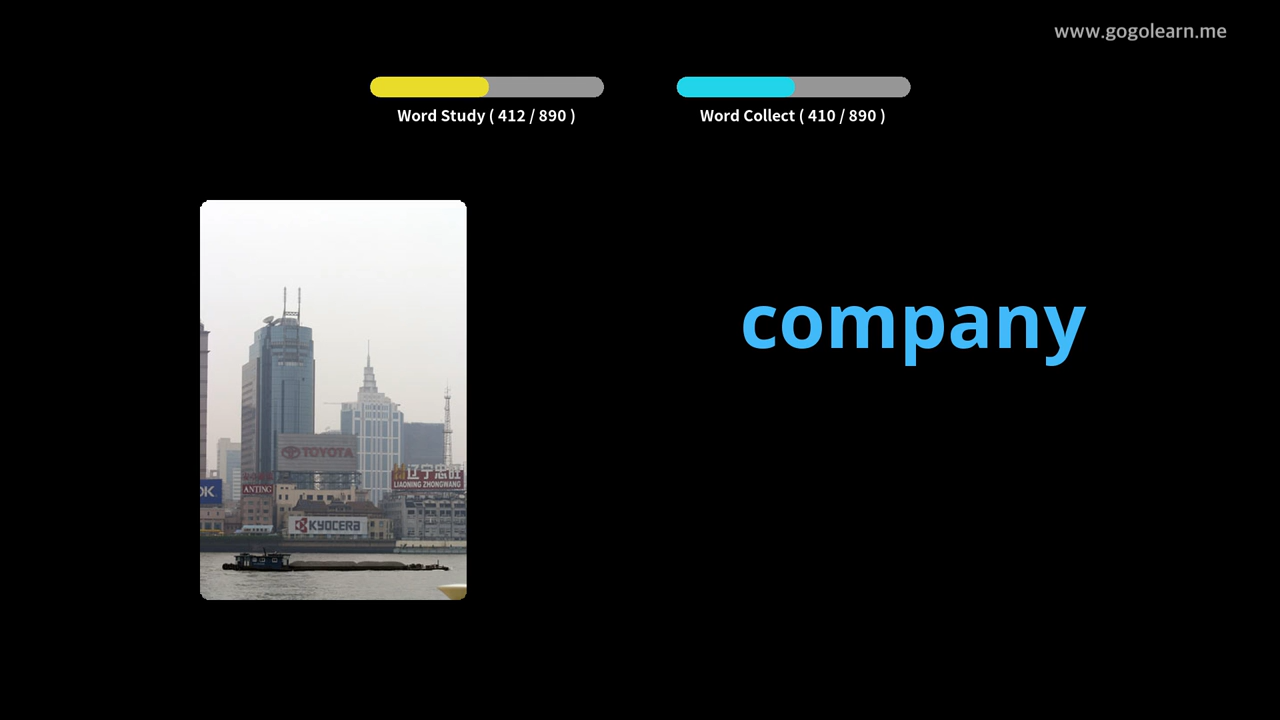 www.gogolearn.me
Word Study ( 412 / 890 )
Word Collect ( 410 / 890 )
company
TOYOTA
辽宁忠旺
LIAONING ZHONGWANG
ANTING
KYOCERA